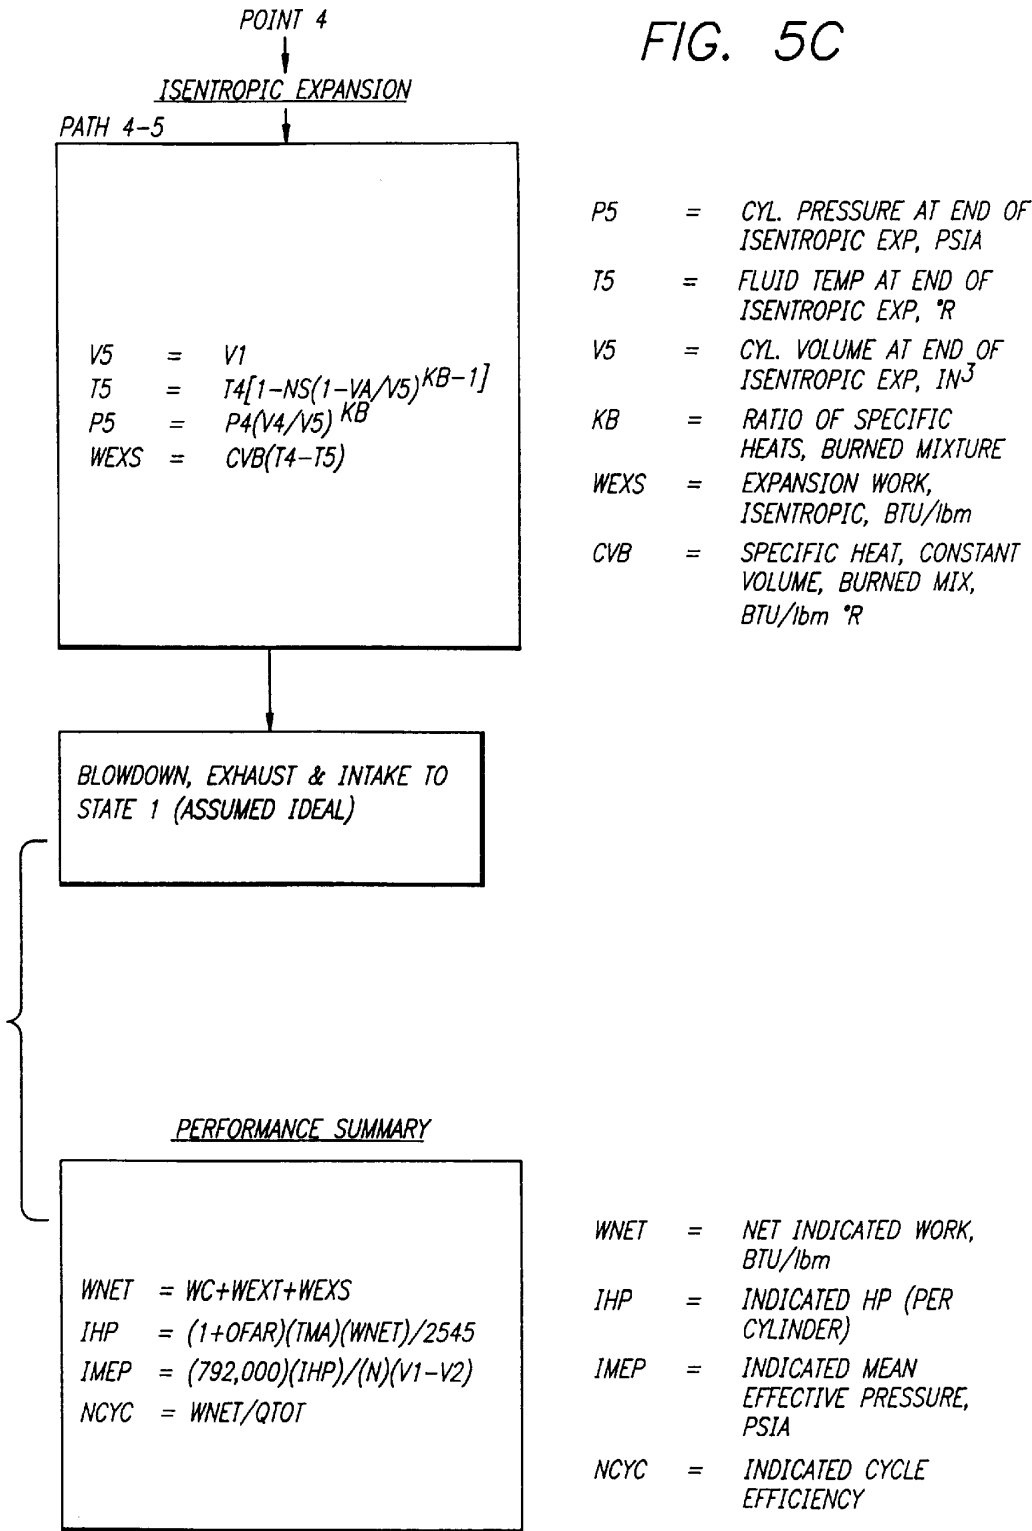 POINT 4
FIG. 5C
ISENTROPIC EXPANSION
PATH 4-5
V5 = V1
T5 = T4[1-NS(1-VA/V5)^KB-1]
P5 = P4(V4/V5)^KB
WEXS = CVB(T4-T5)
P5 = CYL. PRESSURE AT END OF
ISENTROPIC EXP, PSIA
T5 = FLUID TEMP AT END OF
ISENTROPIC EXP, °R
V5 = CYL. VOLUME AT END OF
ISENTROPIC EXP, IN³
KB = RATIO OF SPECIFIC
HEATS, BURNED MIXTURE
WEXS = EXPANSION WORK,
ISENTROPIC, BTU/lbm
CVB = SPECIFIC HEAT, CONSTANT
VOLUME, BURNED MIX,
BTU/lbm °R
BLOWDOWN, EXHAUST & INTAKE TO
STATE 1 (ASSUMED IDEAL)
PERFORMANCE SUMMARY
WNET = WC+WEXT+WEXS
IHP = (1+OFAR)(TMA)(WNET)/2545
IMEP = (792,000)(IHP)/(N)(V1-V2)
NCYC = WNET/QTOT
WNET = NET INDICATED WORK,
BTU/lbm
IHP = INDICATED HP (PER
CYLINDER)
IMEP = INDICATED MEAN
EFFECTIVE PRESSURE,
PSIA
NCYC = INDICATED CYCLE
EFFICIENCY